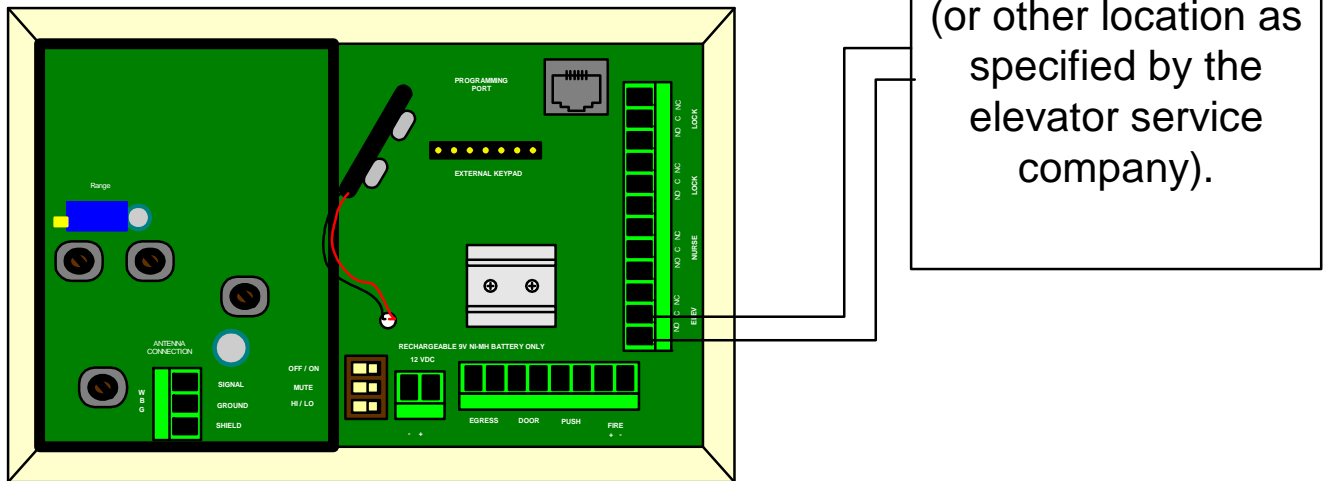 (or other location as
specified by the
elevator service
company).
PROGRAMMING
PORT
EXTERNAL KEYPAD
NO C NC
LOCK
NO C NC
LOCK
NO C NC
NURSE
NO C NC
ELEV
Range
ANTENNA
CONNECTION
W
B
G
SIGNAL
GROUND
SHIELD
OFF / ON
MUTE
HI / LO
RECHARGEABLE 9V NI-MH BATTERY ONLY
12 VDC
- +
EGRESS DOOR PUSH FIRE
+ -